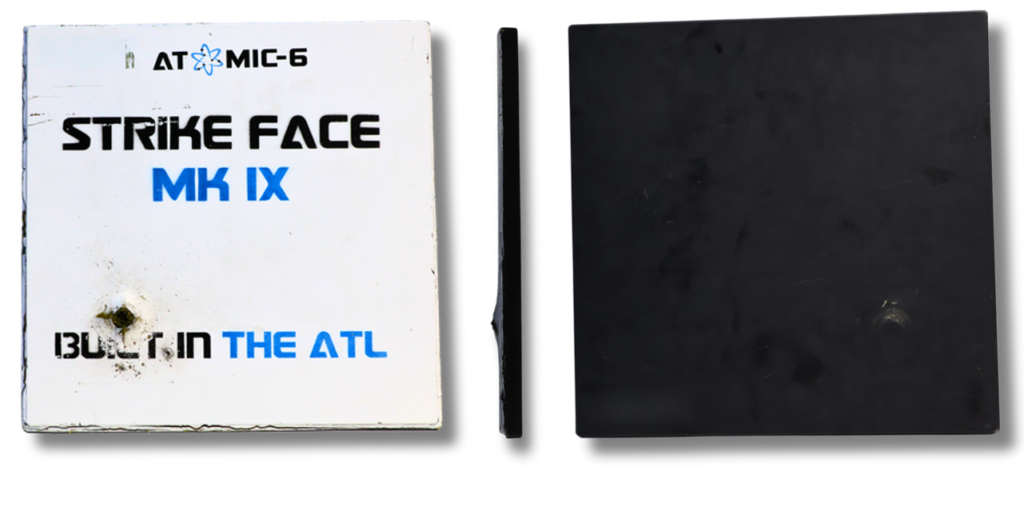 ATOMIC-6
STRIKE FACE
MK IX
BUILT IN THE ATL